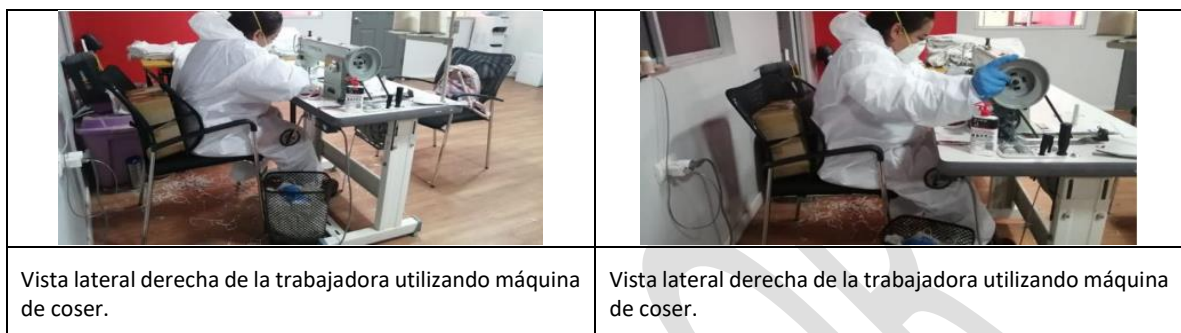 Vista lateral derecha de la trabajadora utilizando máquina
de coser.
Vista lateral derecha de la trabajadora utilizando máquina
de coser.